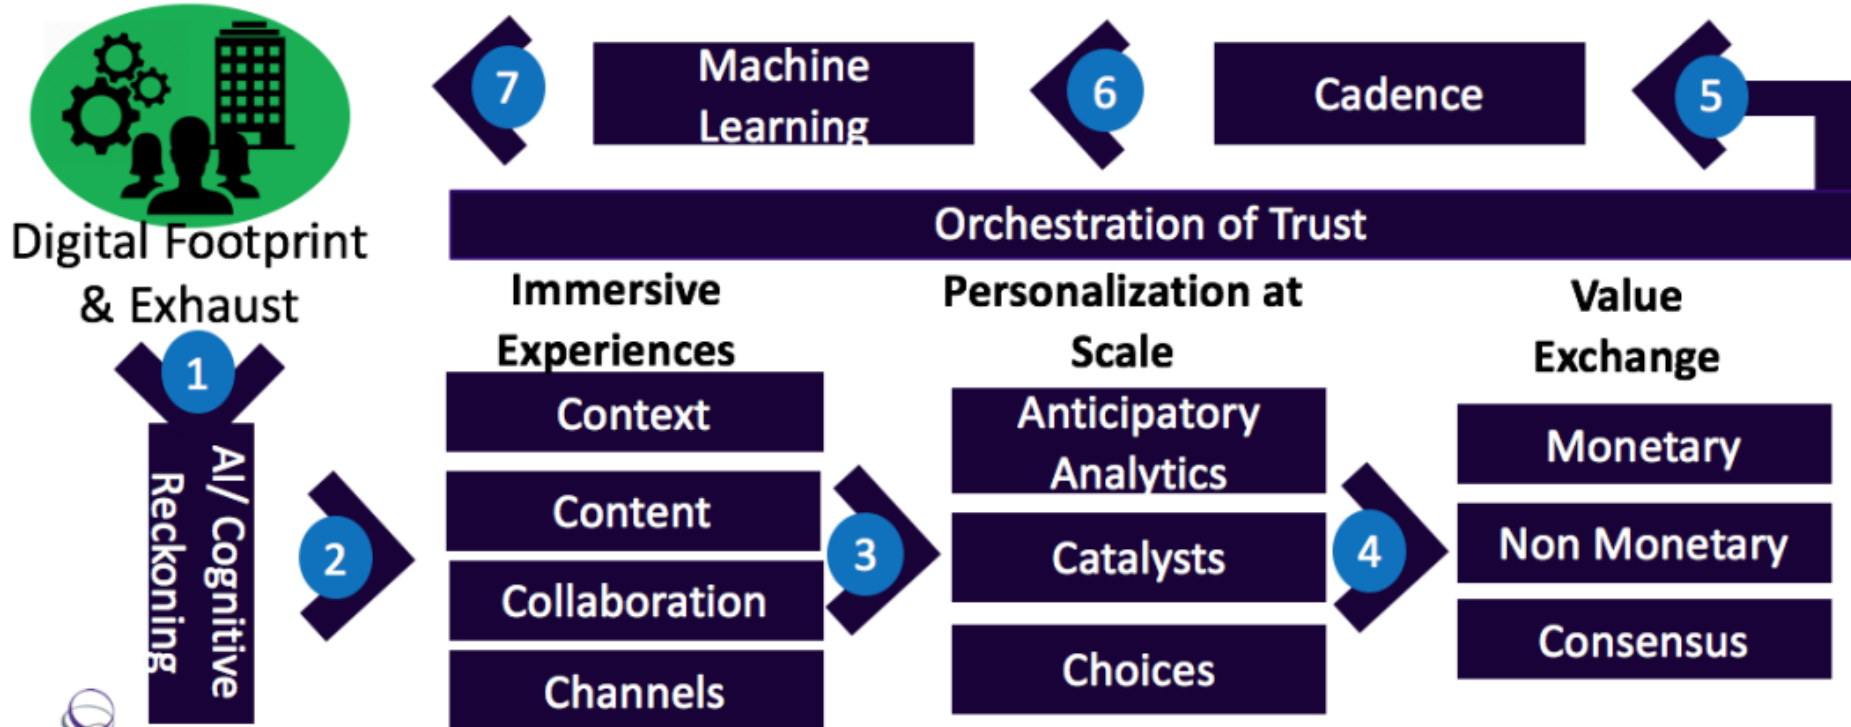 7
Machine
Learning
6
Cadence
5
Orchestration of Trust
Digital Footprint
& Exhaust
1
AI/ Cognitive
Reckoning
2
Immersive
Experiences
Context
Content
Collaboration
Channels
3
Personalization at
Scale
Anticipatory
Analytics
Catalysts
Choices
4
Value
Exchange
Monetary
Non Monetary
Consensus